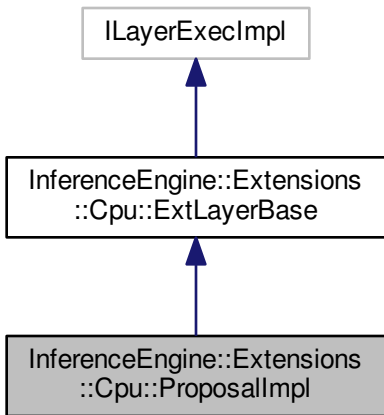 ILayerExecImpl
InferenceEngine::Extensions
::Cpu::ExtLayerBase
InferenceEngine::Extensions
::Cpu::ProposalImpl